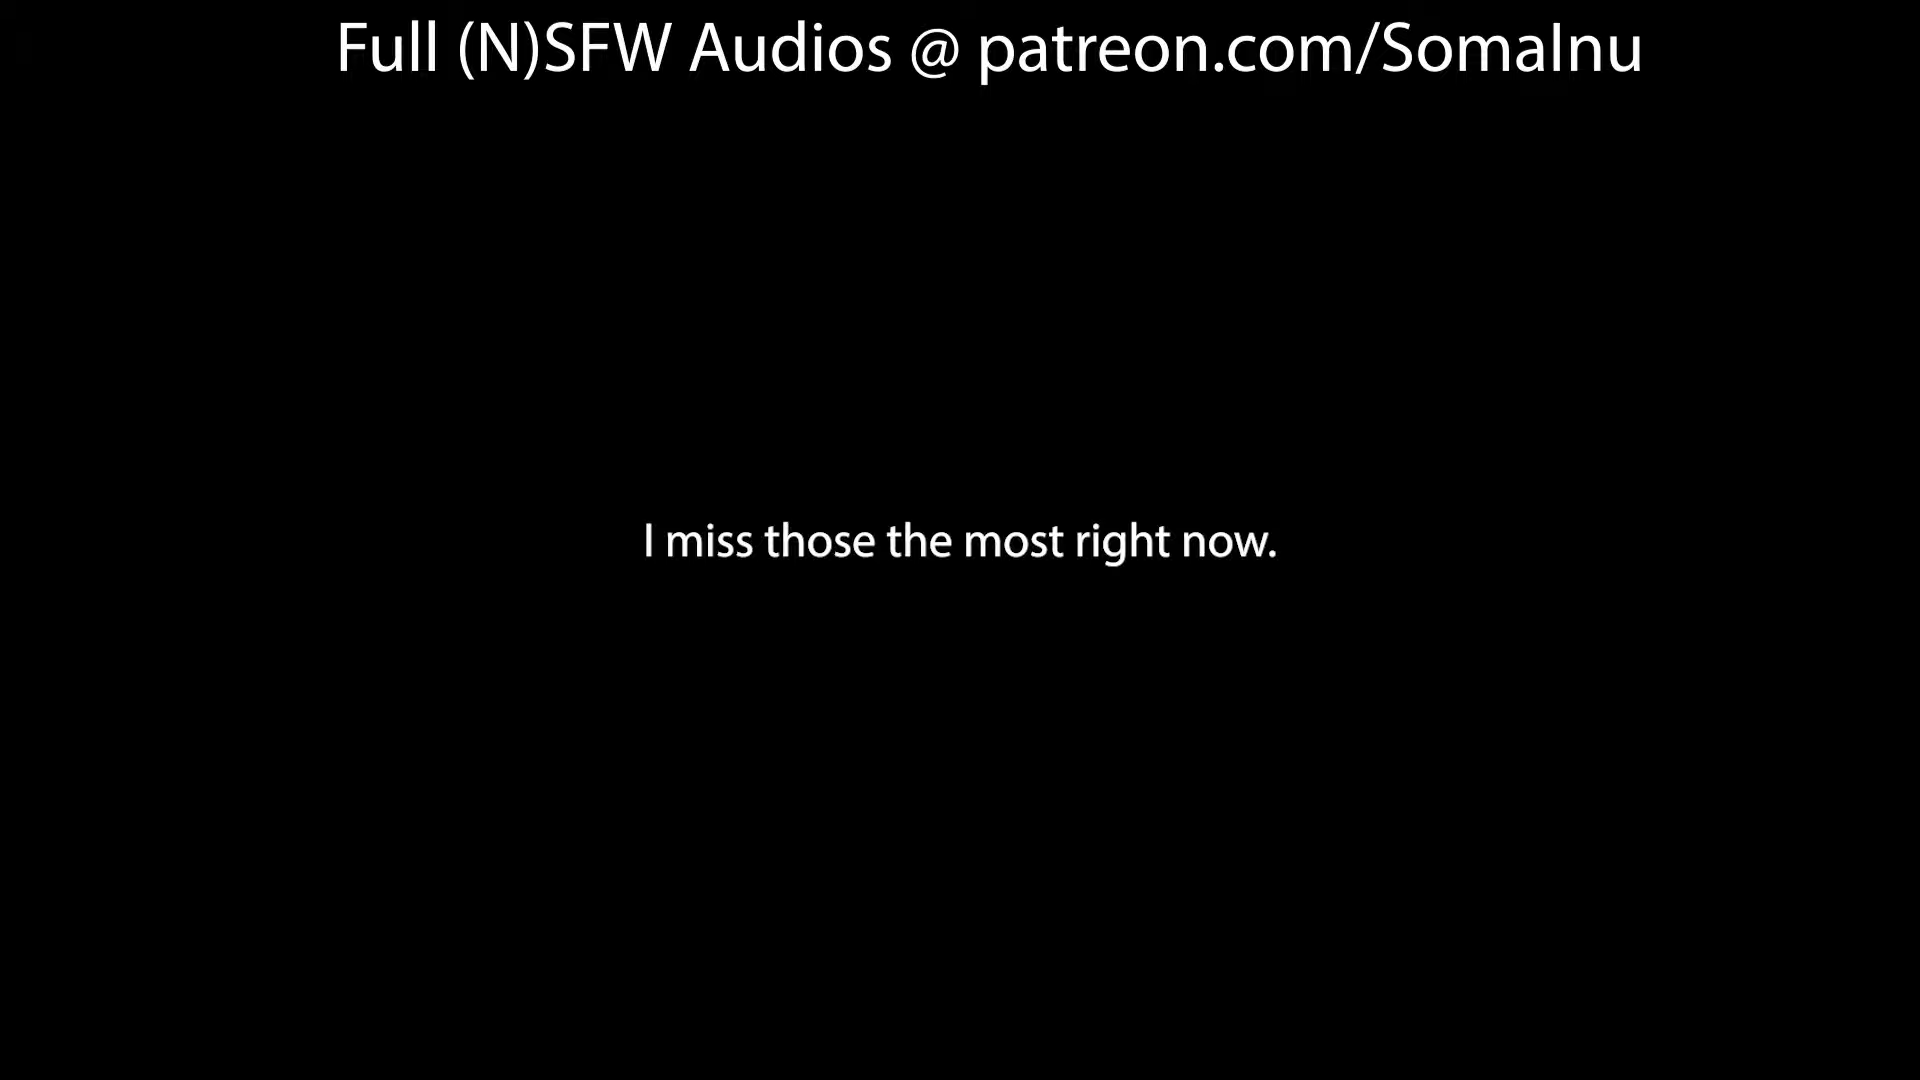 Full (N)SFW Audios @ patreon.com/SomaInu
I miss those the most right now.